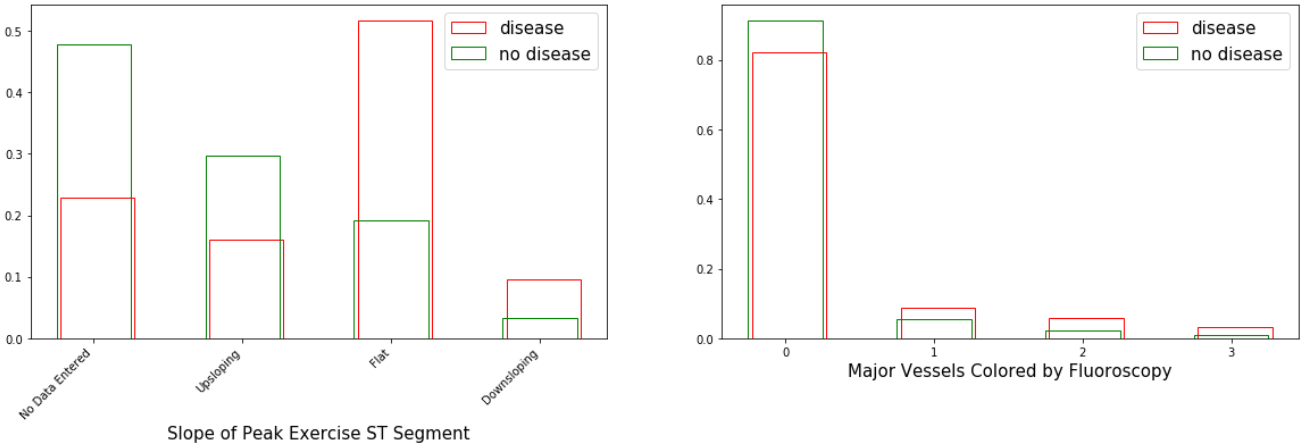 0.5
0.4
0.3
0.2
0.1
0.0
disease
no disease
No Data Entered
Upsloping
Flat
Downsloping
Slope of Peak Exercise ST Segment
0.8
0.6
0.4
0.2
0.0
disease
no disease
0
1
2
3
Major Vessels Colored by Fluoroscopy